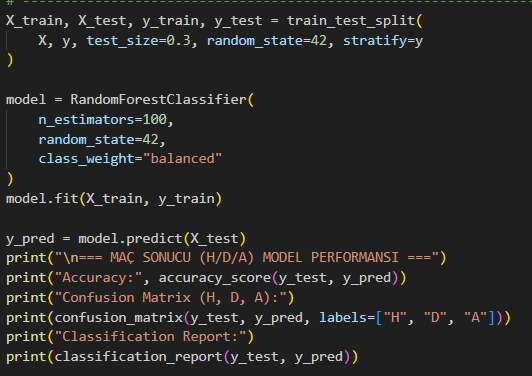 # ----------------------------------------------------------------
X_train, X_test, y_train, y_test = train_test_split(
    X, y, test_size=0.3, random_state=42, stratify=y
)

model = RandomForestClassifier(
    n_estimators=100,
    random_state=42,
    class_weight="balanced"
)
model.fit(X_train, y_train)

y_pred = model.predict(X_test)
print("\n=== MAÇ SONUCU (H/D/A) MODEL PERFORMANSI ===")
print("Accuracy:", accuracy_score(y_test, y_pred))
print("Confusion Matrix (H, D, A):")
print(confusion_matrix(y_test, y_pred, labels=["H", "D", "A"]))
print("Classification Report:")
print(classification_report(y_test, y_pred))